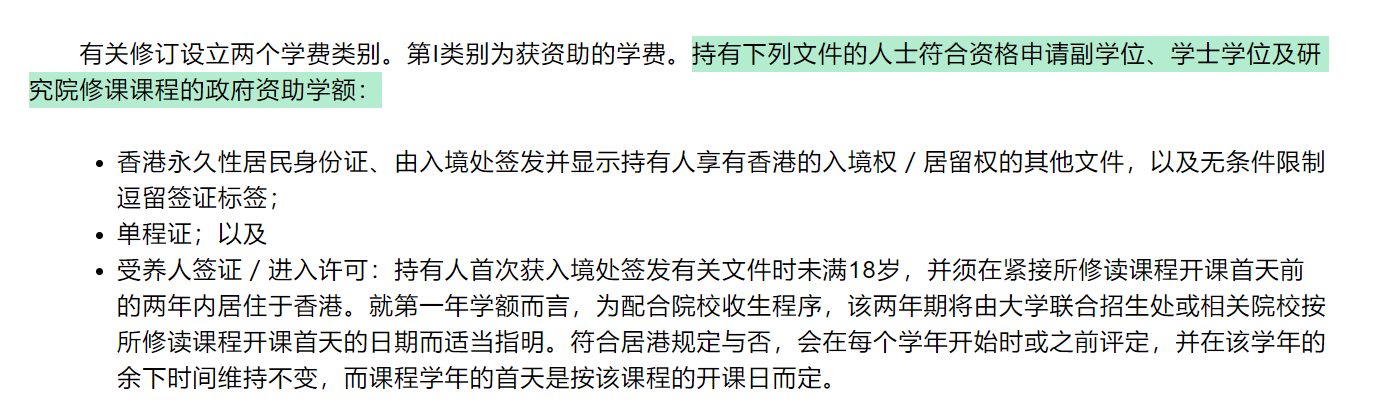 有关修订设立两个学费类别。第I类别为获资助的学费。持有下列文件的人士符合资格申请副学位、学士学位及研
究院修课课程的政府资助学额：
• 香港永久性居民身份证、由入境处签发并显示持有人享有香港的入境权／居留权的其他文件，以及无条件限制
逗留签证标签；
• 单程证；以及
• 受养人签证／进入许可：持有人首次获入境处签发有关文件时未满18岁，并须在紧接所修读课程开课首天前
的两年内居住于香港。就第一年学额而言，为配合院校收生程序，该两年期将由大学联合招生处或相关院校按
所修读课程开课首天的日期而适当指明。符合居港规定与否，会在每个学年开始时或之前评定，并在该学年的
余下时间维持不变，而课程学年的首天是按该课程的开课日而定。